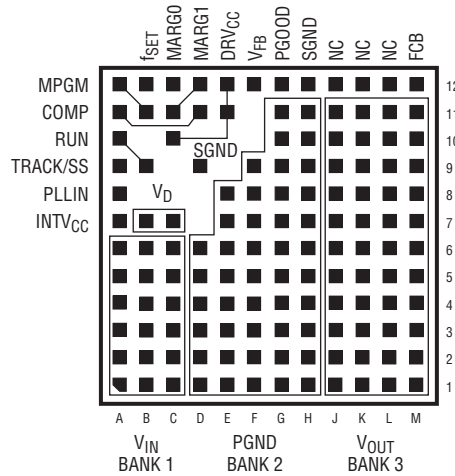 fSET
MARG0
MARG1
DRVCC
VFB
PGOOD
SGND
NC
NC
NC
FCB
MPGM
COMP
RUN
TRACK/SS
PLLIN
INTVCC
SGND
VD
12
11
10
9
8
7
6
5
4
3
2
1
A B C D E F G H J K L M
VIN
BANK 1
PGND
BANK 2
VOUT
BANK 3